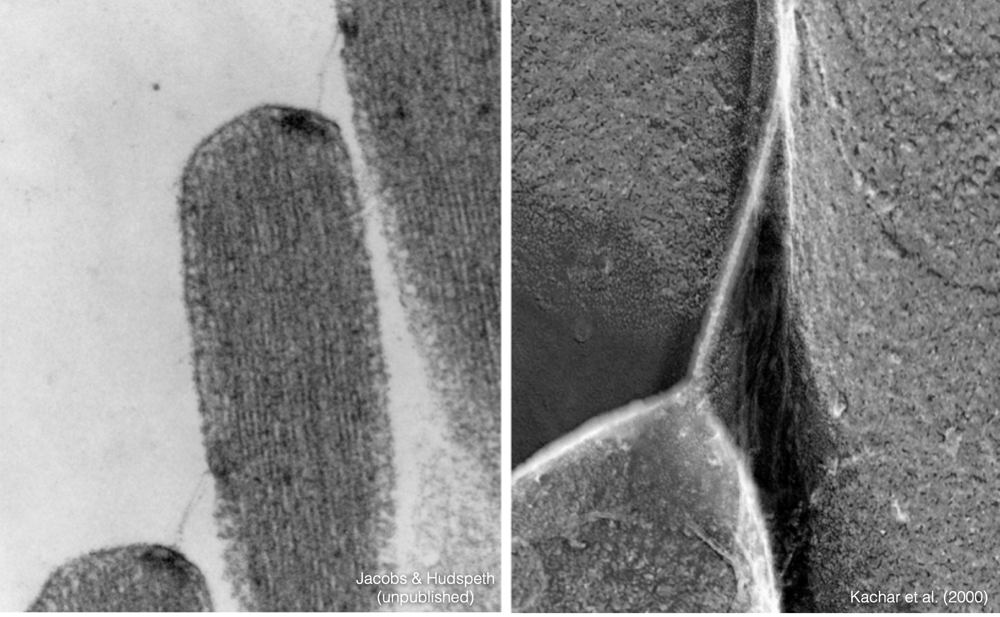 Jacobs & Hudspeth
(unpublished)
Kachar et al. (2000)